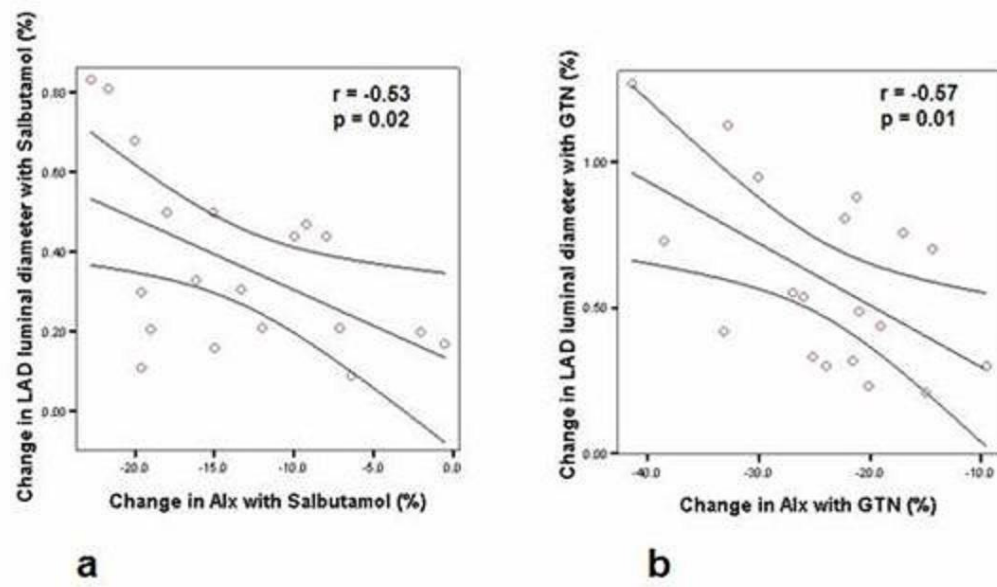 Change in LAD luminal diameter with Salbutamol (%)
r = -0.53
p = 0.02
0.80
0.60
0.40
0.20
0.00
-20.0 -15.0 -10.0 -5.0 0.0
Change in AIx with Salbutamol (%)
a
Change in LAD luminal diameter with GTN (%)
r = -0.57
p = 0.01
1.00
0.50
0.00
-40.0 -30.0 -20.0 -10.0
Change in AIx with GTN (%)
b